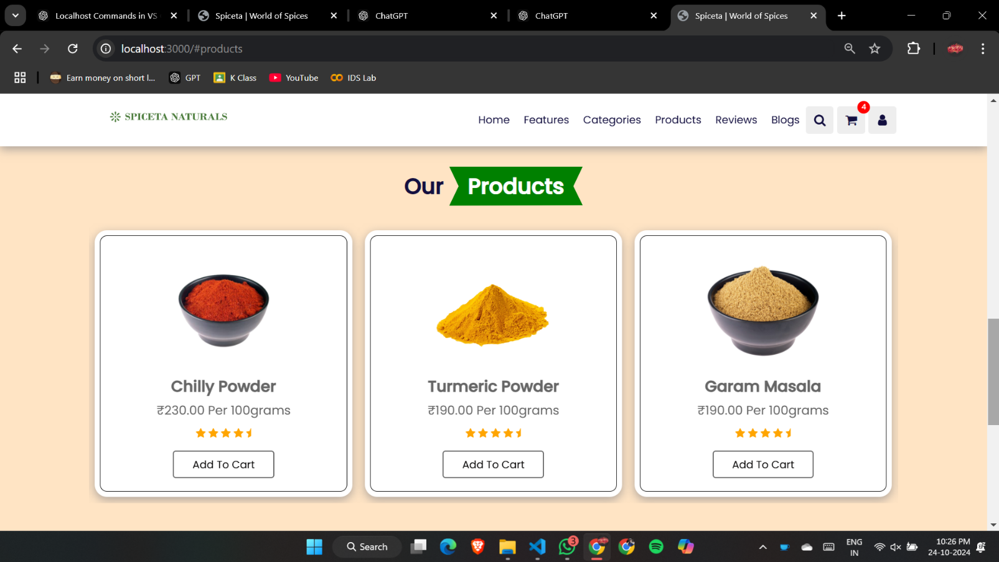 Localhost Commands in VS
Spiceta | World of Spices
ChatGPT
ChatGPT
Spiceta | World of Spices
localhost:3000/#products
Earn money on short l...
GPT
K Class
YouTube
IDS Lab
SPICETA NATURALS
Home
Features
Categories
Products
Reviews
Blogs
4
Our Products
Chilly Powder
₹230.00 Per 100grams
Add To Cart
Turmeric Powder
₹190.00 Per 100grams
Add To Cart
Garam Masala
₹190.00 Per 100grams
Add To Cart
Search
3
ENG
IN
10:26 PM
24-10-2024